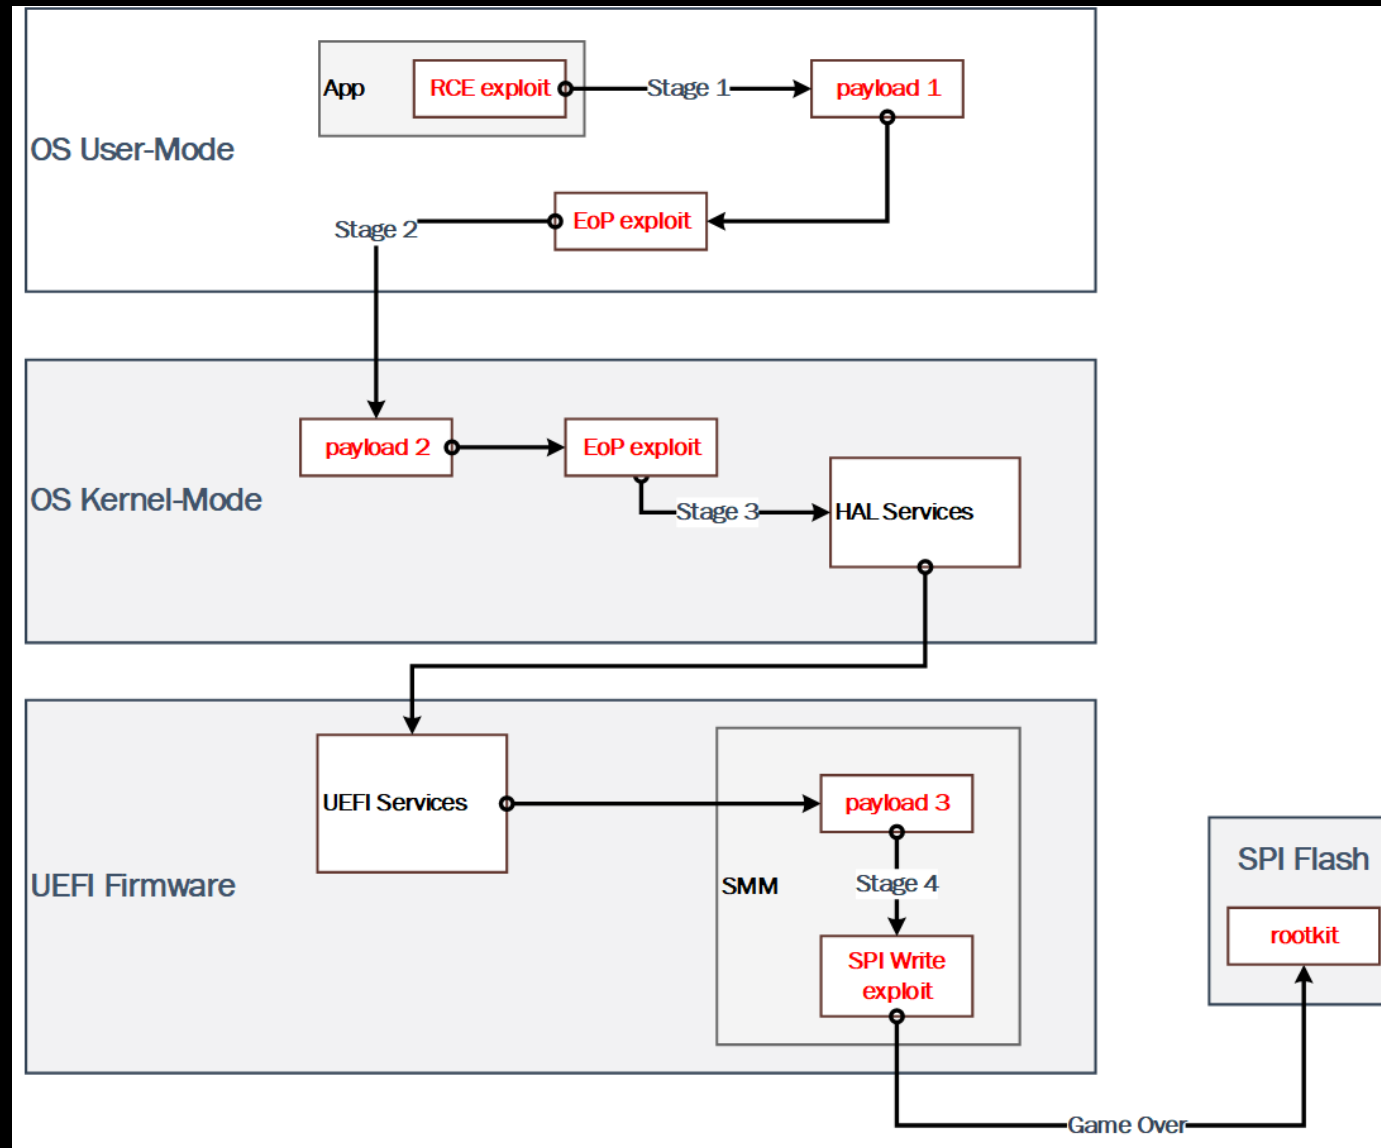 App
RCE exploit
Stage 1
payload 1
OS User-Mode
EoP exploit
Stage 2
payload 2
EoP exploit
OS Kernel-Mode
Stage 3
HAL Services
UEFI Services
payload 3
UEFI Firmware
SMM
Stage 4
SPI Write
exploit
SPI Flash
rootkit
Game Over